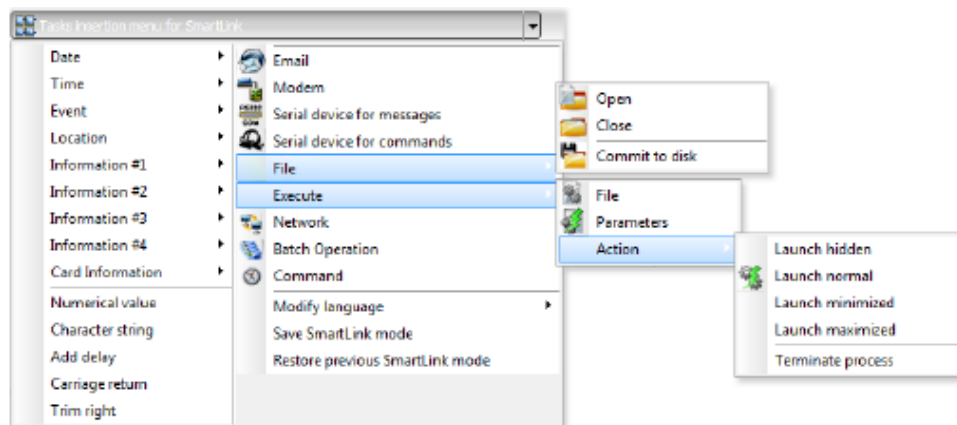 Tasks insertion menu for SmartLink
Date
Time
Event
Location
Information #1
Information #2
Information #3
Information #4
Card Information
Numerical value
Character string
Add delay
Carriage return
Trim right
Email
Modem
Serial device for messages
Serial device for commands
File
Execute
Network
Batch Operation
Command
Modify language
Save SmartLink mode
Restore previous SmartLink mode
Open
Close
Commit to disk
File
Parameters
Action
Launch hidden
Launch normal
Launch minimized
Launch maximized
Terminate process